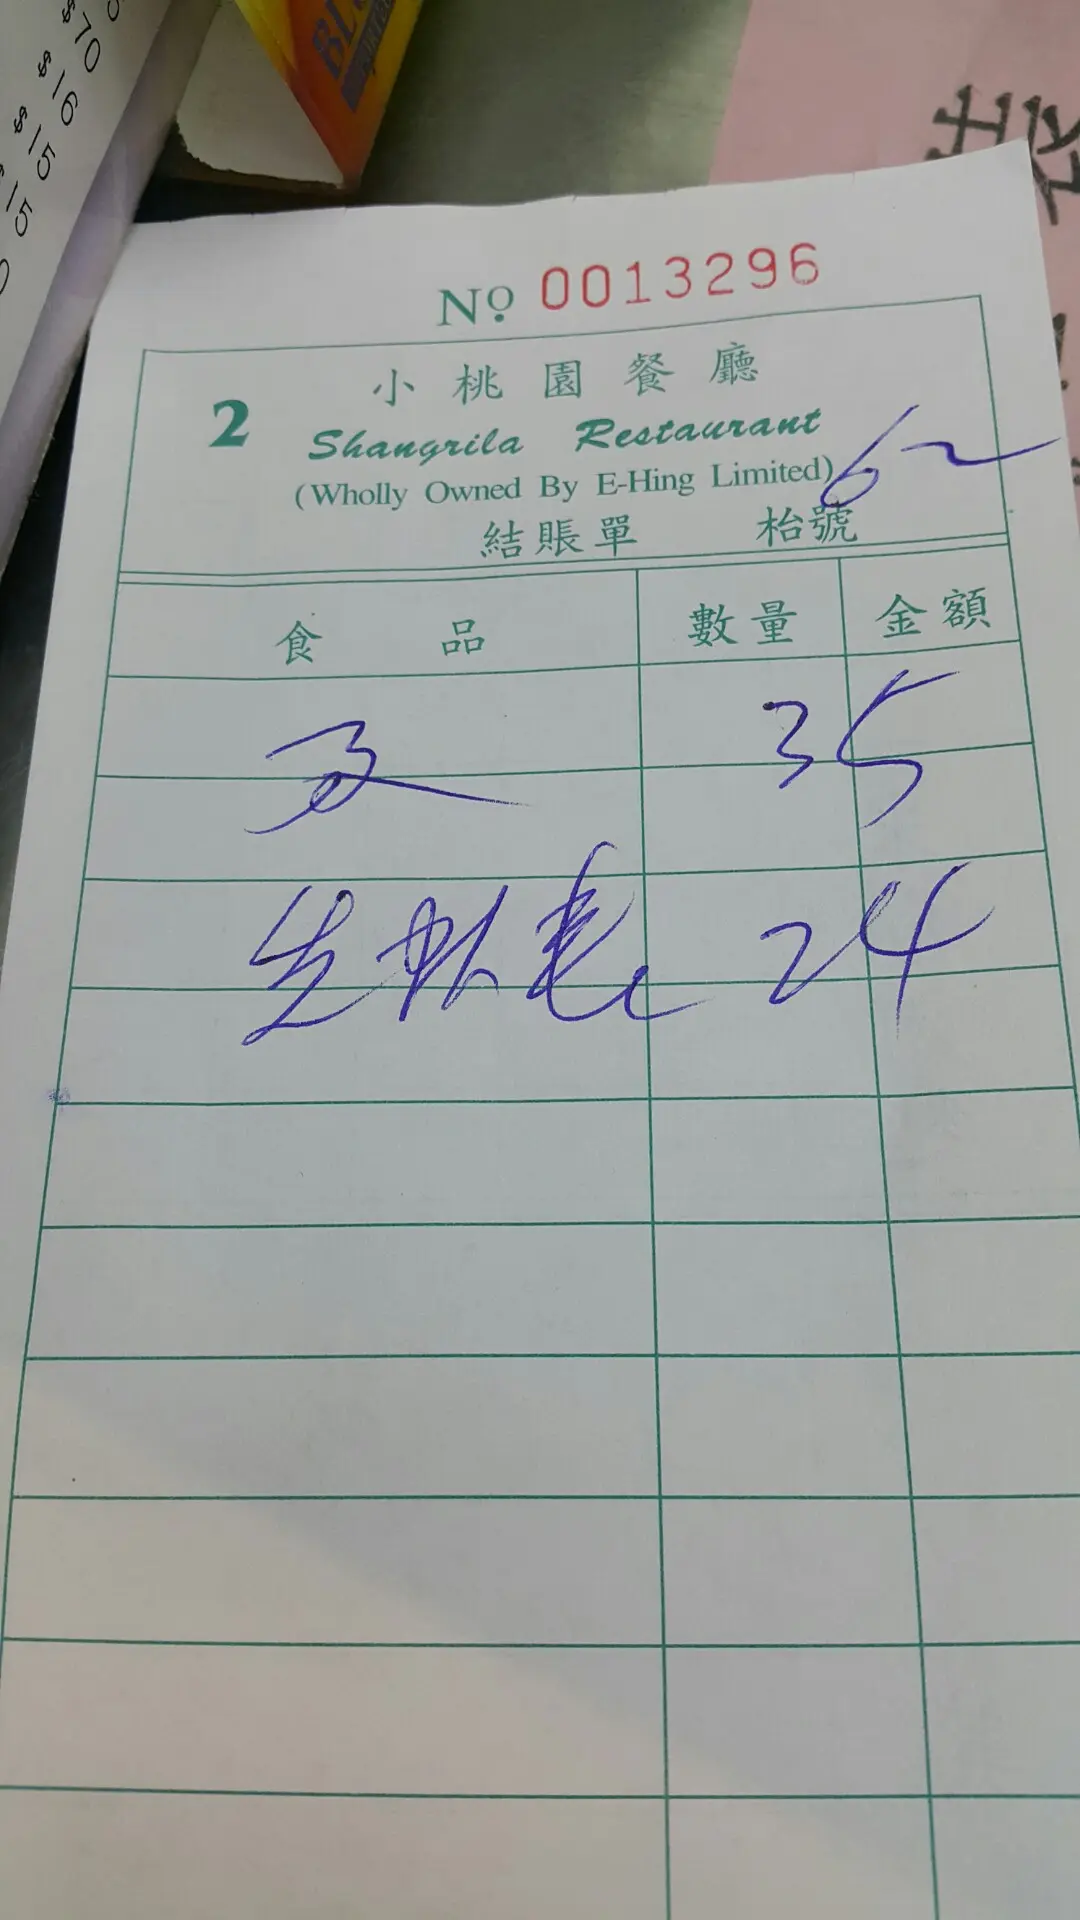 $70
$16
$15
$15
BL
No 0013296
小桃園餐廳
2
Shangrila Restaurant
(Wholly Owned By E-Hing Limited)
62
結賬單 枱號
食品 數量 金額
35
24